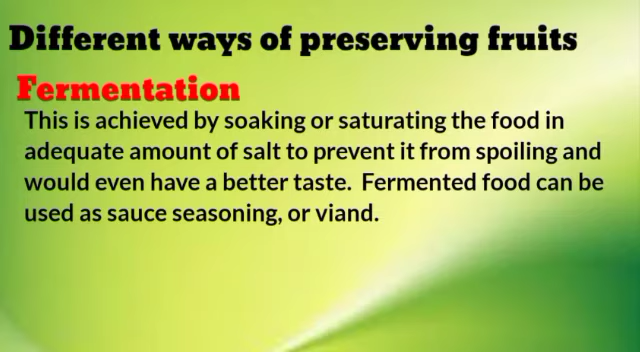 Different ways of preserving fruits
Fermentation
This is achieved by soaking or saturating the food in
adequate amount of salt to prevent it from spoiling and
would even have a better taste. Fermented food can be
used as sauce seasoning, or viand.